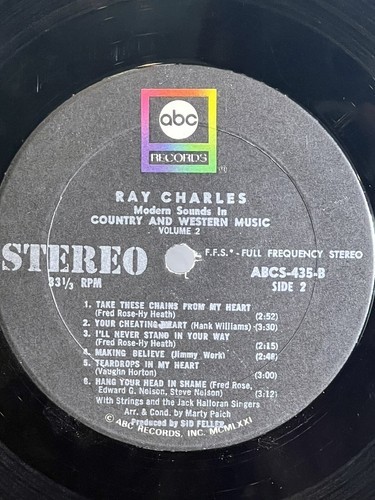 abc
RECORDS
RAY CHARLES
Modern Sounds in
COUNTRY AND WESTERN MUSIC
VOLUME 2
STEREO
33⅓ RPM
F.F.S.* - FULL FREQUENCY STEREO
ABCS-435-B
SIDE 2
1. TAKE THESE CHAINS FROM MY HEART
(Fred Rose-Hy Heath) (2:52)
2. YOUR CHEATING HEART (Hank Williams) (3:30)
3. I'LL NEVER STAND IN YOUR WAY
(Fred Rose-Hy Heath) (2:15)
4. MAKING BELIEVE (Jimmy Work) (2:48)
5. TEARDROPS IN MY HEART
(Vaughn Horton) (3:00)
6. HANG YOUR HEAD IN SHAME (Fred Rose,
Edward G. Nelson, Steve Nelson) (3:12)
With Strings and the Jack Halloran Singers
Arr. & Cond. by Marty Paich
Produced by SID FELLER
© ABC RECORDS, INC. MCMLXXI